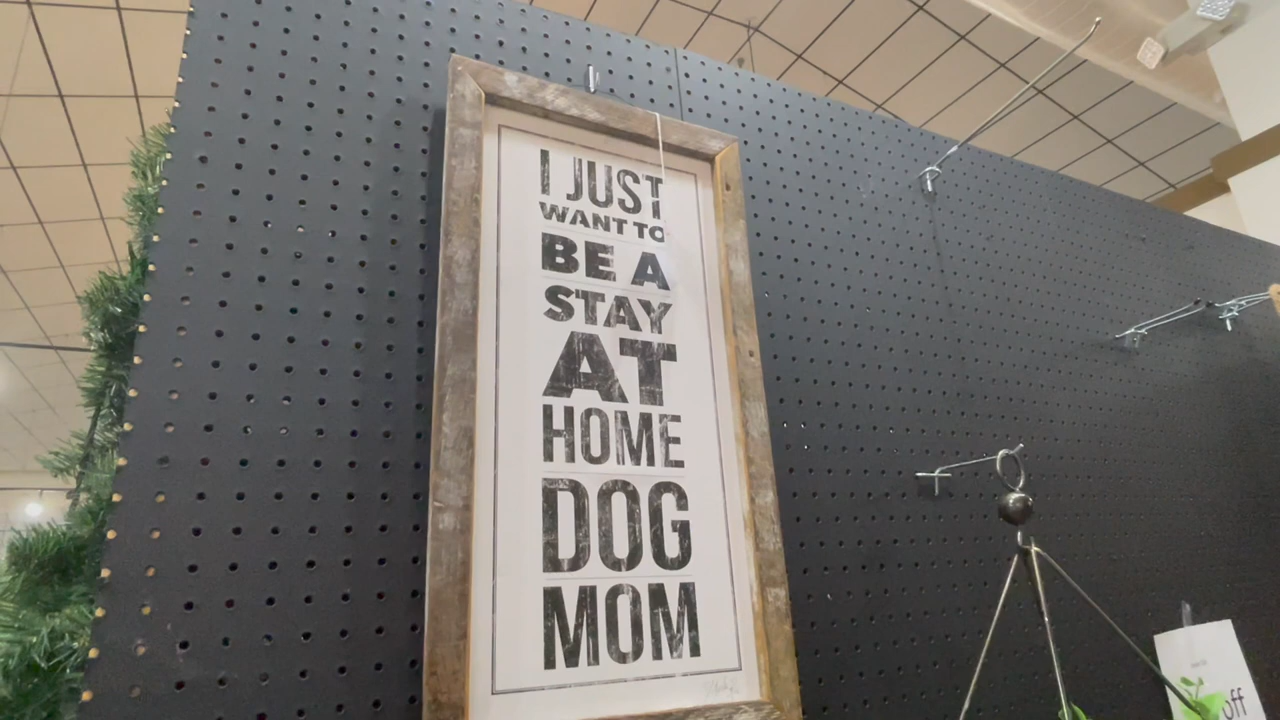 I JUST
WANT TO
BE A
STAY
AT
HOME
DOG
MOM
off